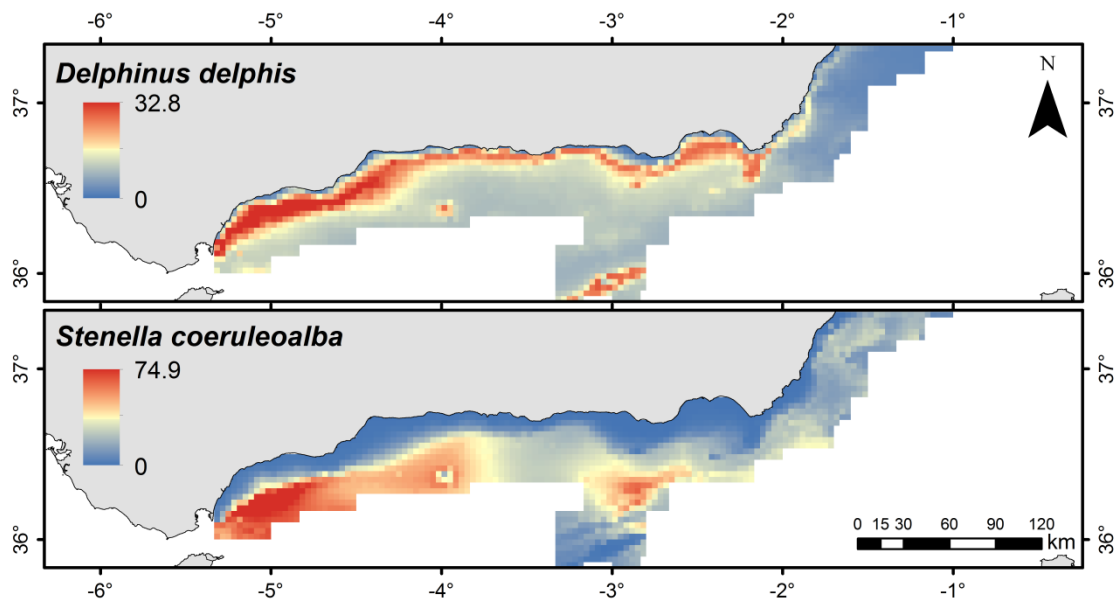 -6° -5° -4° -3° -2° -1°
Delphinus delphis
32.8
0
N
37° 37°
36° 36°
Stenella coeruleoalba
74.9
0
37° 37°
36° 36°
0 15 30 60 90 120
km
-6° -5° -4° -3° -2° -1°